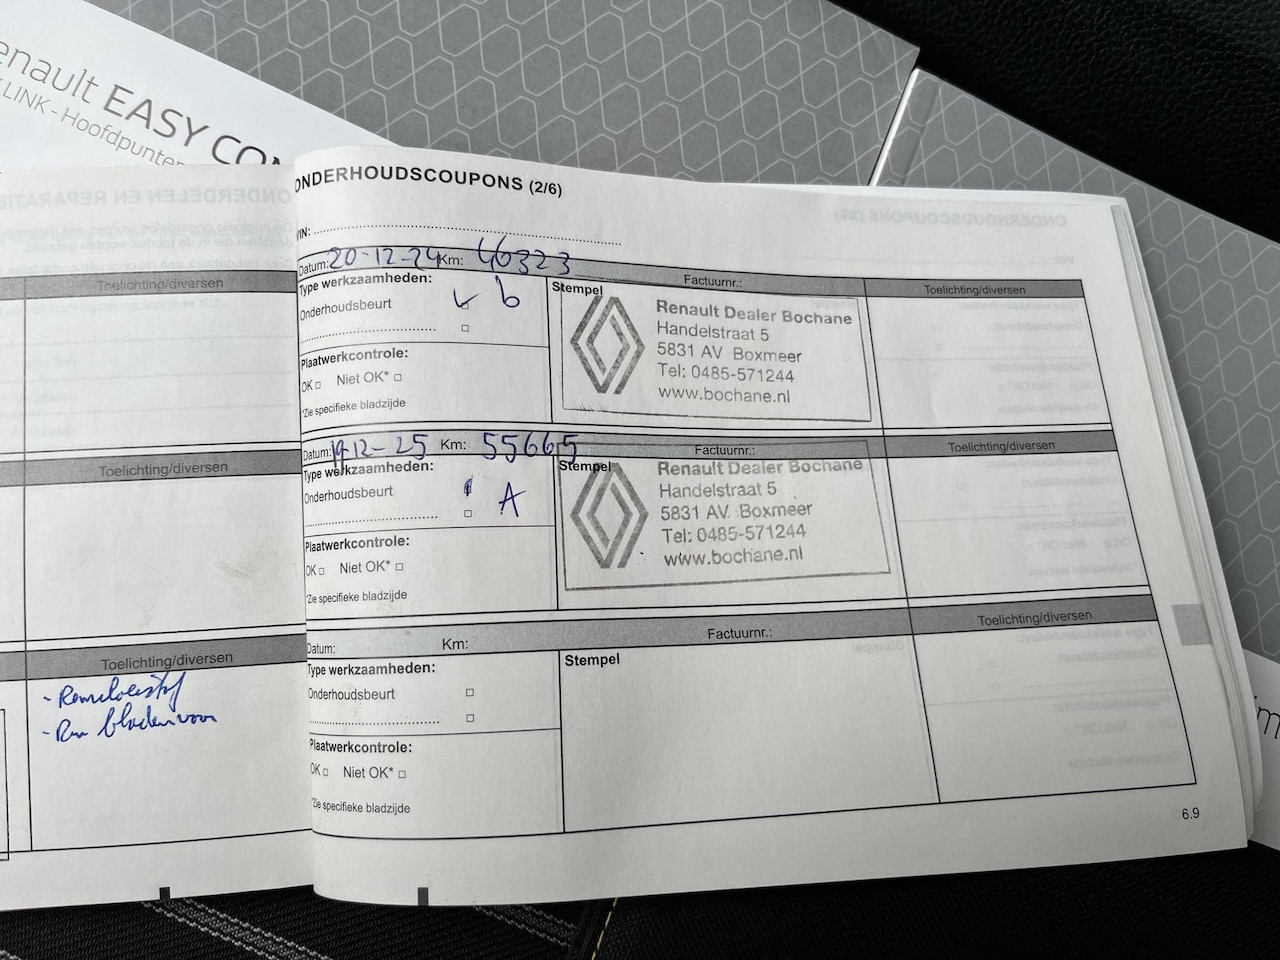 enault EASY CON
LINK - Hoofdpunten
ONDERHOUDSCOUPONS (2/6)
VIN:
Datum: 20-12-24 Km: 46323
Factuurnr.:
Toelichting/diversen
Type werkzaamheden:
Onderhoudsbeurt b
Plaatwerkcontrole:
OK Niet OK*
*Zie specifieke bladzijde
Stempel
Renault Dealer Bochane
Handelstraat 5
5831 AV Boxmeer
Tel: 0485-571244
www.bochane.nl
Datum: 19-12-25 Km: 55665
Factuurnr.:
Toelichting/diversen
Type werkzaamheden:
Onderhoudsbeurt A
Plaatwerkcontrole:
OK Niet OK*
*Zie specifieke bladzijde
Stempel
Renault Dealer Bochane
Handelstraat 5
5831 AV Boxmeer
Tel: 0485-571244
www.bochane.nl
Datum: Km:
Factuurnr.:
Toelichting/diversen
Type werkzaamheden:
Onderhoudsbeurt
Plaatwerkcontrole:
OK Niet OK*
*Zie specifieke bladzijde
Stempel
6.9
Toelichting/diversen
Toelichting/diversen
Toelichting/diversen
- Remvloeistof